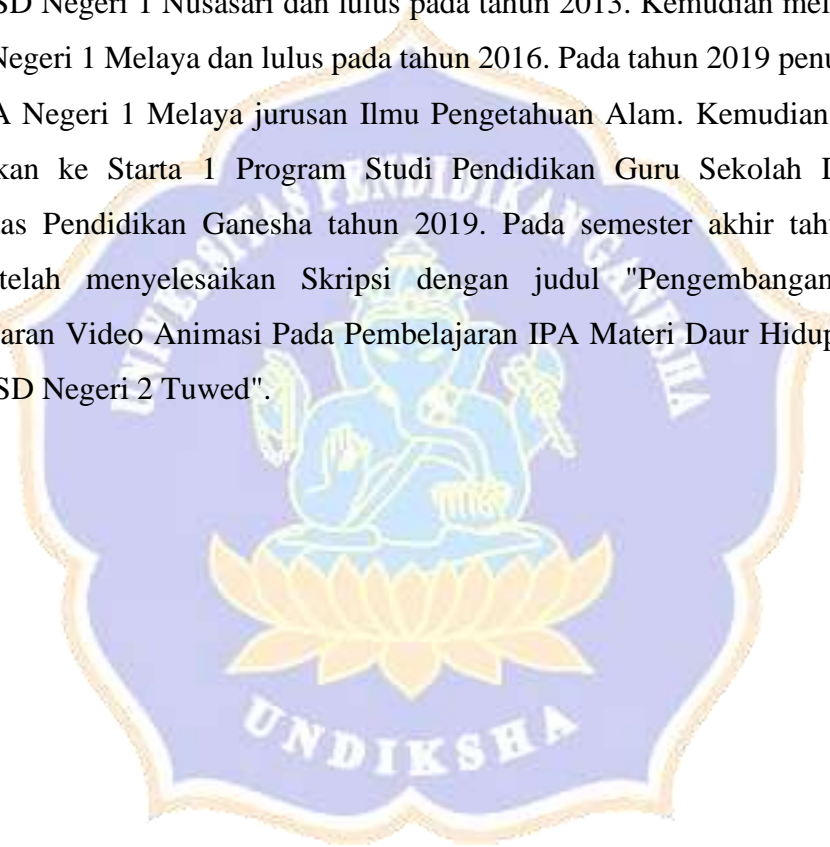 SD Negeri 1 Nusasari dan lulus pada tahun 2013. Kemudian mel
Negeri 1 Melaya dan lulus pada tahun 2016. Pada tahun 2019 penu
A Negeri 1 Melaya jurusan Ilmu Pengetahuan Alam. Kemudian
kan ke Starta 1 Program Studi Pendidikan Guru Sekolah D
as Pendidikan Ganesha tahun 2019. Pada semester akhir tahu
telah menyelesaikan Skripsi dengan judul "Pengembangan
aran Video Animasi Pada Pembelajaran IPA Materi Daur Hidup
SD Negeri 2 Tuwed".
UNIVERSITAS PENDIDIKAN GANESHA
UNDIKSHA